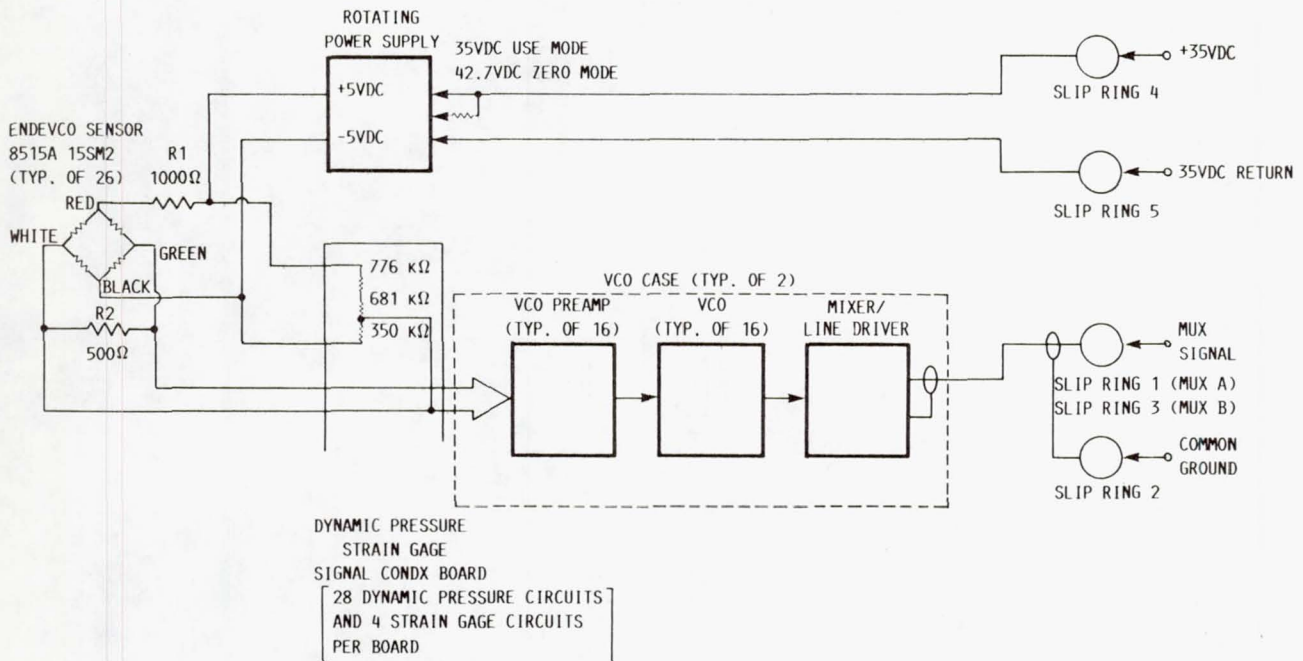 ROTATING
POWER SUPPLY
35VDC USE MODE
42.7VDC ZERO MODE
+5VDC
-5VDC
+35VDC
SLIP RING 4
35VDC RETURN
SLIP RING 5
ENDEVCO SENSOR
8515A 15SM2
(TYP. OF 26)
R1
1000Ω
RED
WHITE
GREEN
BLACK
R2
500Ω
776 KΩ
681 KΩ
350 KΩ
VCO CASE (TYP. OF 2)
VCO PREAMP
(TYP. OF 16)
VCO
(TYP. OF 16)
MIXER/
LINE DRIVER
MUX
SIGNAL
SLIP RING 1 (MUX A)
SLIP RING 3 (MUX B)
COMMON
GROUND
SLIP RING 2
DYNAMIC PRESSURE
STRAIN GAGE
SIGNAL CONDX BOARD
28 DYNAMIC PRESSURE CIRCUITS
AND 4 STRAIN GAGE CIRCUITS
PER BOARD